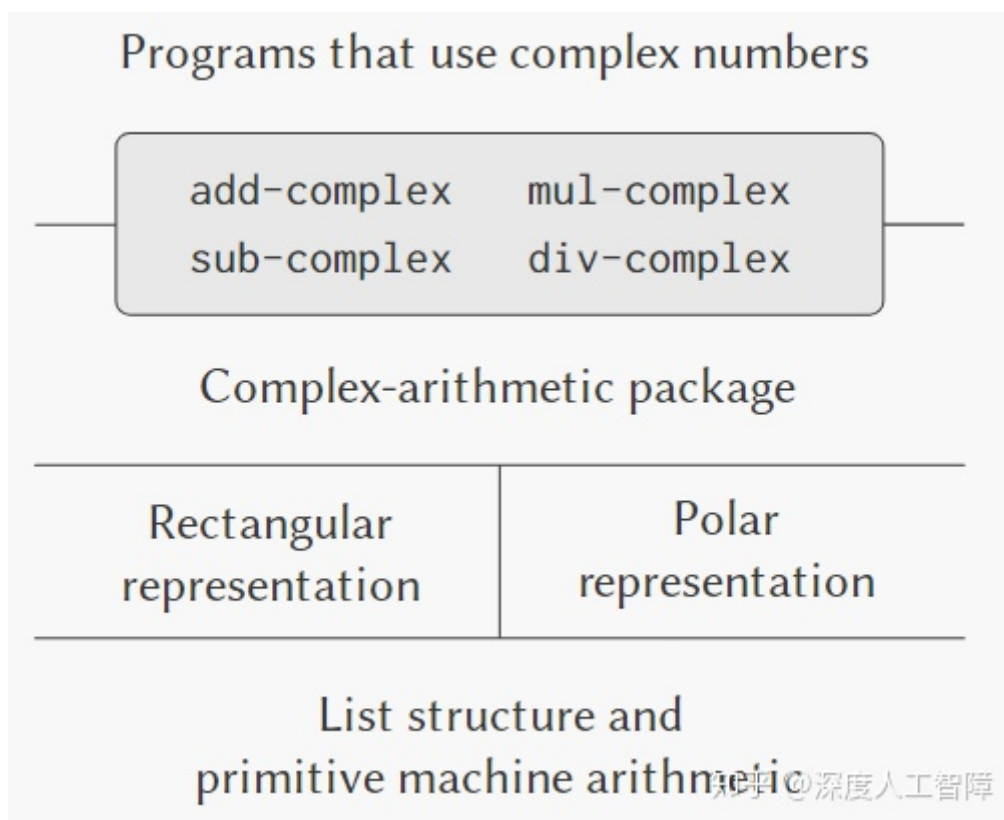 Programs that use complex numbers
add-complex mul-complex
sub-complex div-complex
Complex-arithmetic package
Rectangular
representation
Polar
representation
List structure and
primitive machine arithmetic
知乎 @深度人工智障